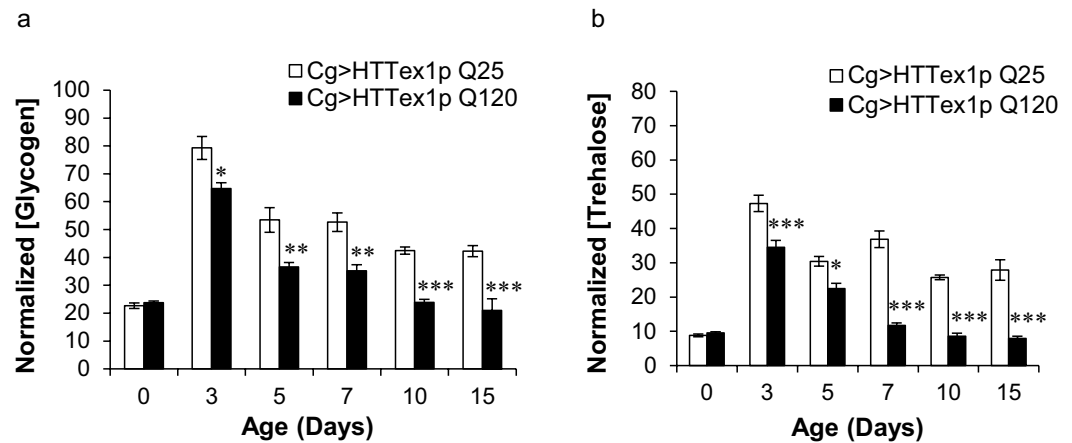 a
Cg>HTTex1p Q25
Cg>HTTex1p Q120
Normalized [Glycogen]
100
90
80
70
60
50
40
30
20
10
0
*
**
**
***
***
0 3 5 7 10 15
Age (Days)
b
Cg>HTTex1p Q25
Cg>HTTex1p Q120
Normalized [Trehalose]
80
70
60
50
40
30
20
10
0
***
*
***
***
***
0 3 5 7 10 15
Age (Days)